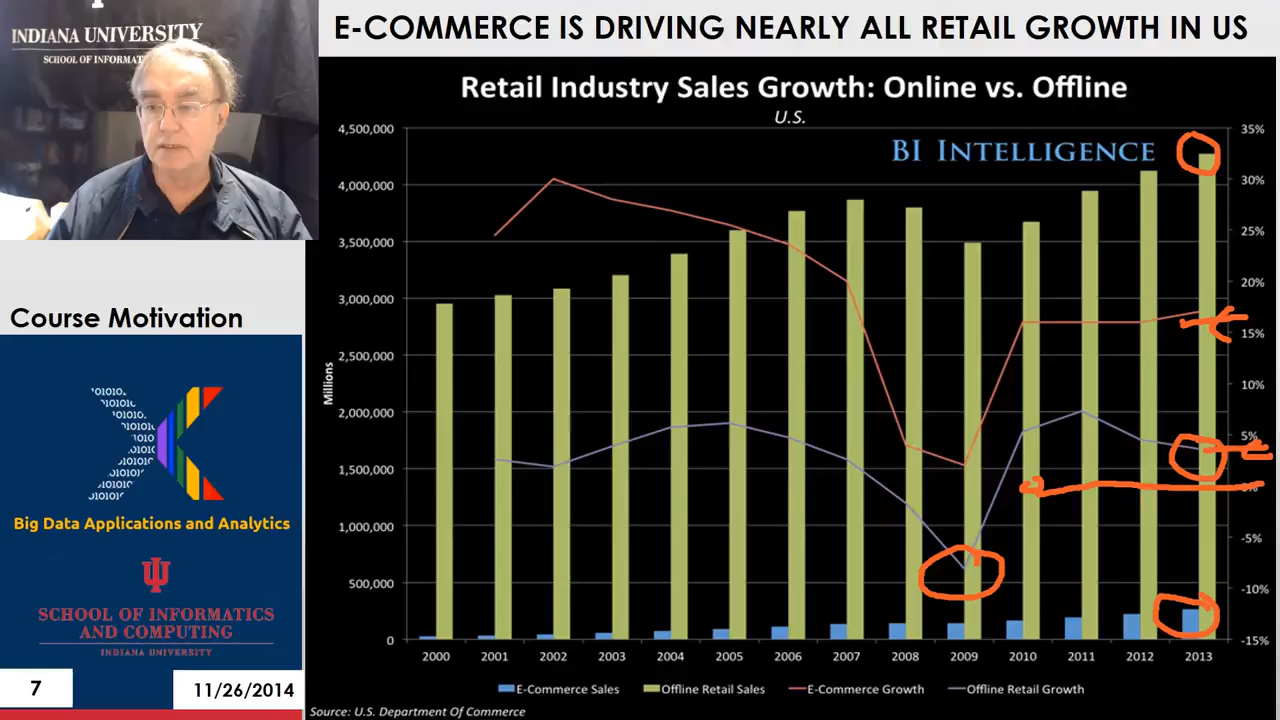 INDIANA UNIVERSITY
SCHOOL OF INFORMAT
E-COMMERCE IS DRIVING NEARLY ALL RETAIL GROWTH IN US
Retail Industry Sales Growth: Online vs. Offline
U.S.
BI INTELLIGENCE
Millions
4,500,000
4,000,000
3,500,000
3,000,000
2,500,000
2,000,000
1,500,000
1,000,000
500,000
0
35%
30%
25%
20%
15%
10%
5%
0%
-5%
-10%
-15%
2000 2001 2002 2003 2004 2005 2006 2007 2008 2009 2010 2011 2012 2013
E-Commerce Sales Offline Retail Sales E-Commerce Growth Offline Retail Growth
Source: U.S. Department Of Commerce
Course Motivation
Big Data Applications and Analytics
SCHOOL OF INFORMATICS
AND COMPUTING
INDIANA UNIVERSITY
7
11/26/2014